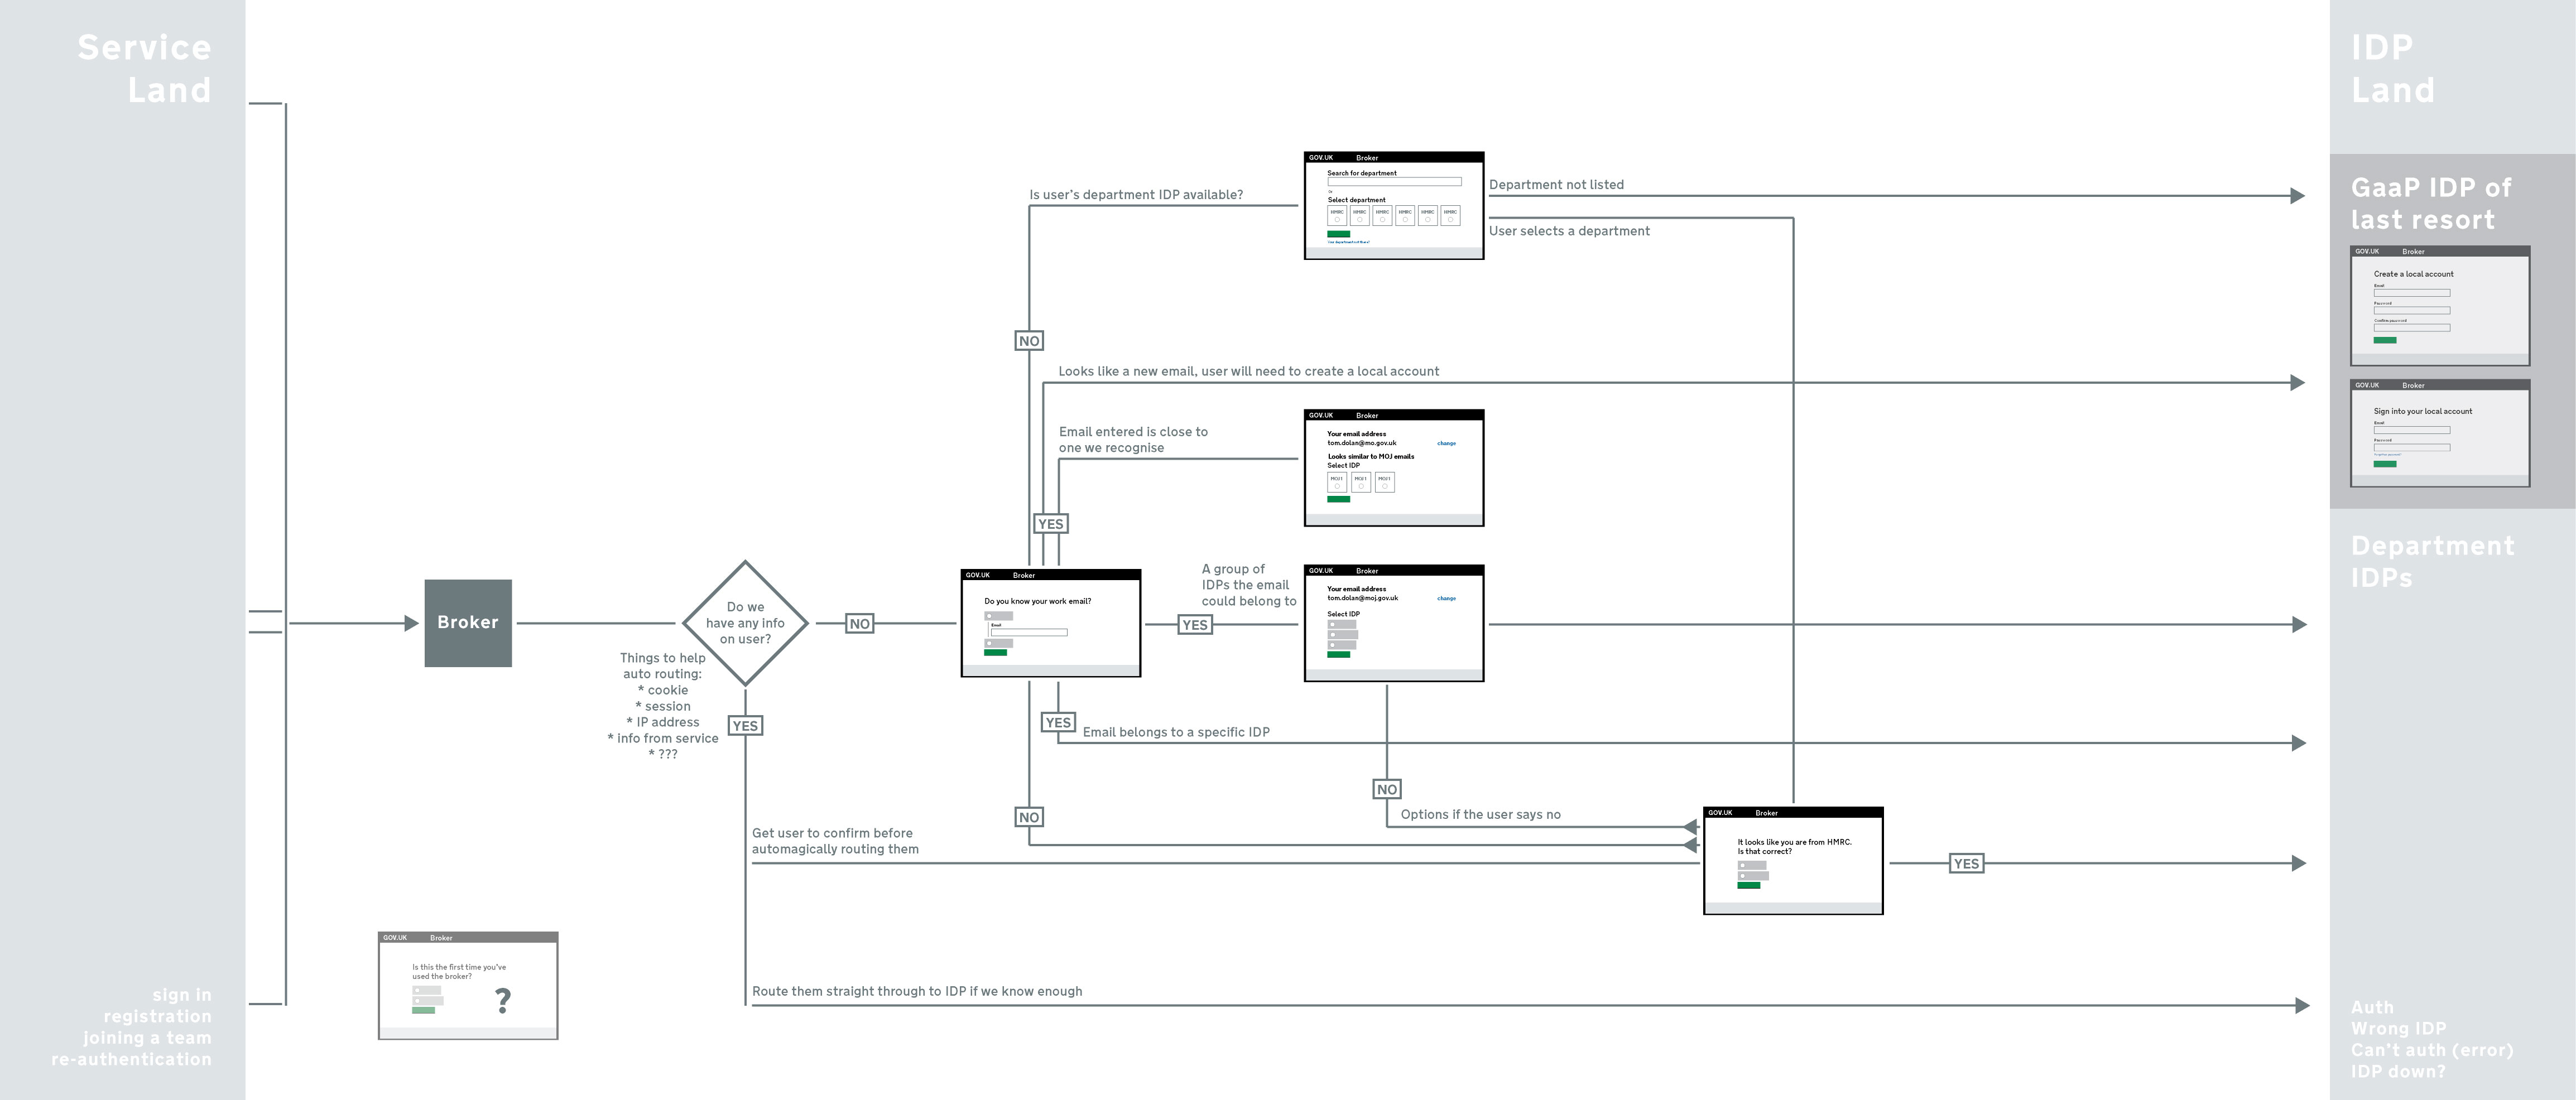 Service
Land
sign in
registration
joining a team
re-authentication
Broker
Do we
have any info
on user?
Things to help
auto routing:
* cookie
* session
* IP address
* info from service
* ???
NO
YES
Get user to confirm before
automagically routing them
Route them straight through to IDP if we know enough
GOV.UK Broker
Is this the first time you've
used the broker?
?
GOV.UK Broker
Do you know your work email?
Email
NO
Is user's department IDP available?
YES
Looks like a new email, user will need to create a local account
Email entered is close to
one we recognise
YES
A group of
IDPs the email
could belong to
YES
Email belongs to a specific IDP
NO
GOV.UK Broker
Search for department
Or
Select department
HMRC HMRC HMRC HMRC HMRC HMRC
Department not listed
User selects a department
GOV.UK Broker
Your email address
tom.dolan@mo.gov.uk change
Looks similar to MOJ emails
Select IDP
MOJ1 MOJ1 MOJ1
GOV.UK Broker
Your email address
tom.dolan@moj.gov.uk change
Select IDP
NO
Options if the user says no
GOV.UK Broker
It looks like you are from HMRC.
Is that correct?
YES
IDP
Land
GaaP IDP of
last resort
GOV.UK Broker
Create a local account
Email
Password
Confirm password
GOV.UK Broker
Sign into your local account
Email
Password
Department
IDPs
Auth
Wrong IDP
Can't auth (error)
IDP down?